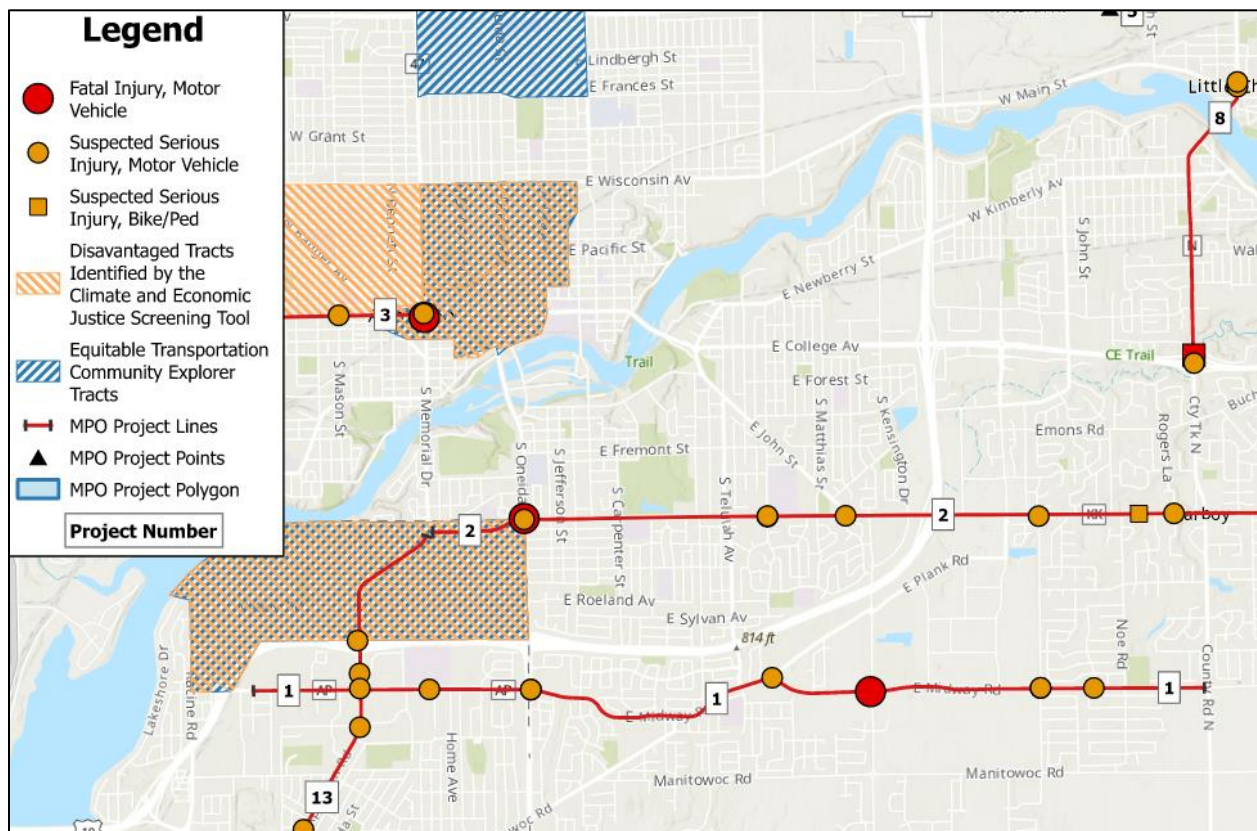 Legend
Fatal Injury, Motor
Vehicle
Suspected Serious
Injury, Motor Vehicle
Suspected Serious
Injury, Bike/Ped
Disavantaged Tracts
Identified by the
Climate and Economic
Justice Screening Tool
Equitable Transportation
Community Explorer
Tracts
MPO Project Lines
MPO Project Points
MPO Project Polygon
Project Number
47
E Lindbergh St
E Frances St
W Grant St
W Main St
5
8
E Wisconsin Av
W Kimberly Av
S John St
N
E Pacific St
E Newberry St
3
E College Av
CE Trail
Trail
S Mason St
S Memorial Dr
E Forest St
S Matthias St
S Kensington Dr
Emons Rd
Rogers La
Cty Tk N
E Fremont St
E John St
S Oneida
S Jefferson St
S Carpenter St
S Telulah Av
2
2
KK
E Plank Rd
E Roeland Av
E Sylvan Av
814 ft
Noe Rd
County Rd N
Lakeshore Dr
1
AP
AP
1
E Midway Rd
1
E Midway
Home Ave
Manitowoc Rd
Manitowoc Rd
13